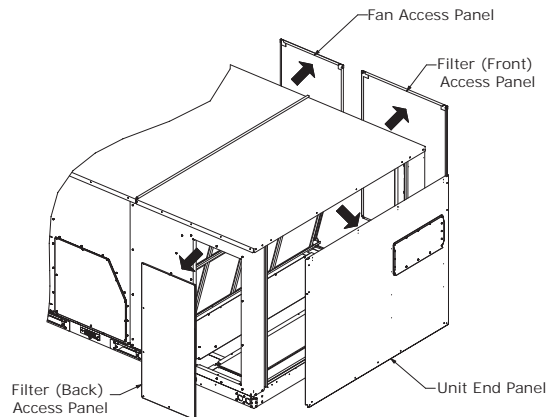 Fan Access Panel
Filter (Front)
Access Panel
Filter (Back)
Access Panel
Unit End Panel